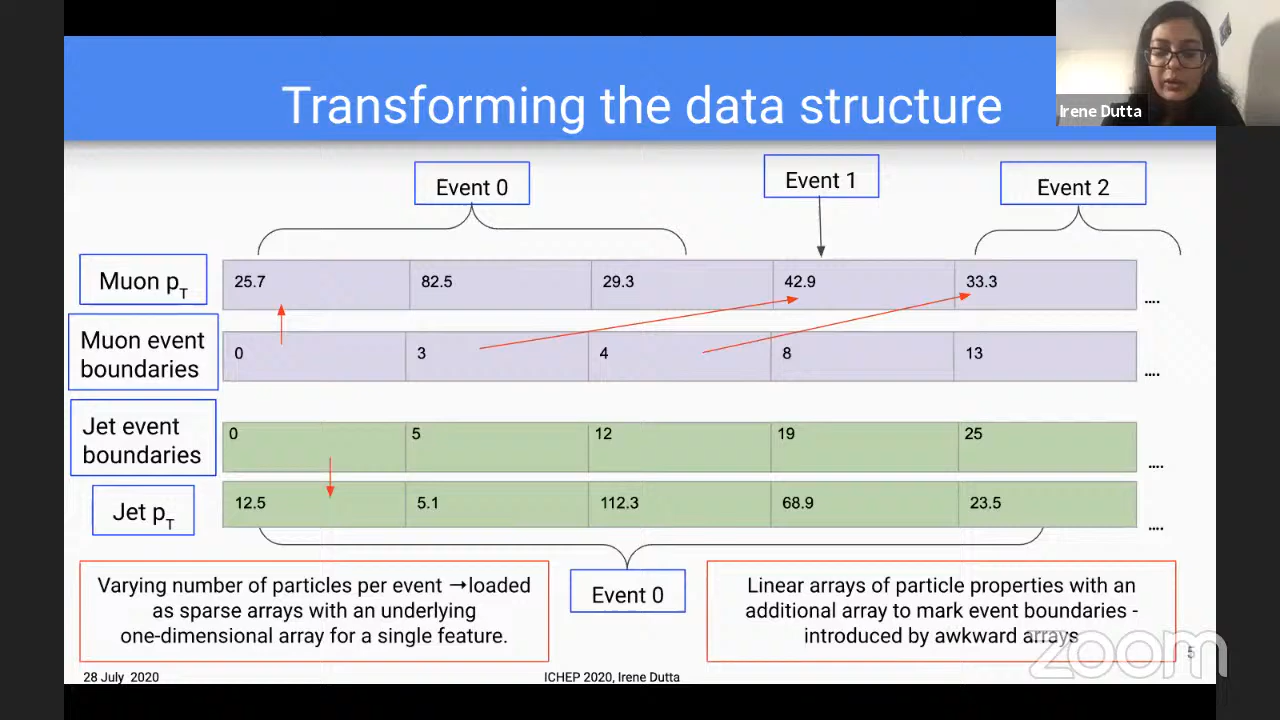 Irene Dutta
Transforming the data structure
Event 0
Event 1
Event 2
Muon pT
25.7 82.5 29.3 42.9 33.3 ....
Muon event
boundaries
0 3 4 8 13 ....
Jet event
boundaries
0 5 12 19 25 ....
Jet pT
12.5 5.1 112.3 68.9 23.5 ....
Varying number of particles per event →loaded
as sparse arrays with an underlying
one-dimensional array for a single feature.
Event 0
Linear arrays of particle properties with an
additional array to mark event boundaries -
introduced by awkward arrays
zoom
5
28 July 2020
ICHEP 2020, Irene Dutta